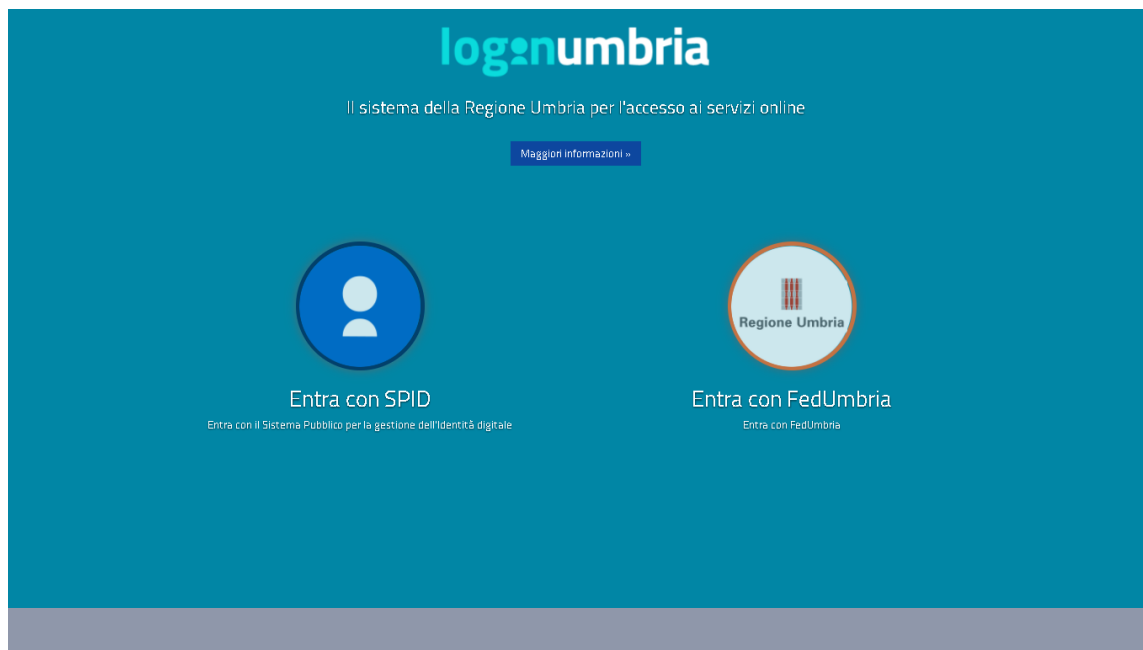 loginumbria
Il sistema della Regione Umbria per l'accesso ai servizi online
Maggiori informazioni »
Regione Umbria
Entra con SPID
Entra con FedUmbria
Entra con il Sistema Pubblico per la gestione dell'Identità digitale
Entra con FedUmbria